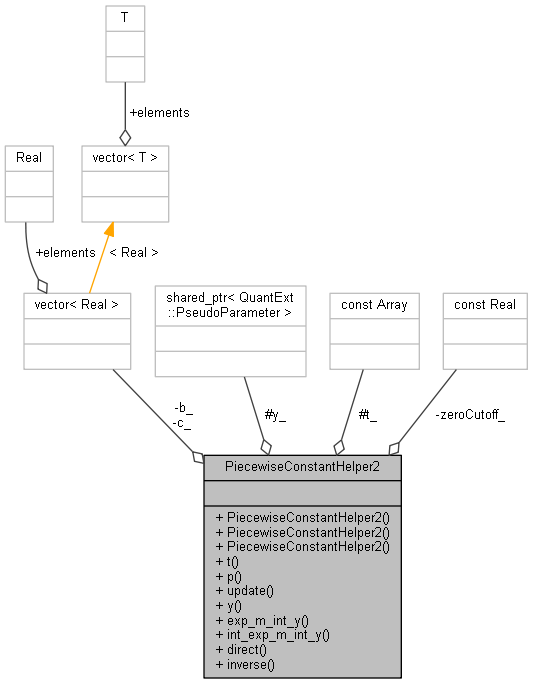 T
+elements
Real
vector< T >
+elements
< Real >
vector< Real >
shared_ptr< QuantExt
::PseudoParameter >
const Array
const Real
-b_
-c_
#y_
#t_
-zeroCutoff_
PiecewiseConstantHelper2
+ PiecewiseConstantHelper2()
+ PiecewiseConstantHelper2()
+ PiecewiseConstantHelper2()
+ t()
+ p()
+ update()
+ y()
+ exp_m_int_y()
+ int_exp_m_int_y()
+ direct()
+ inverse()